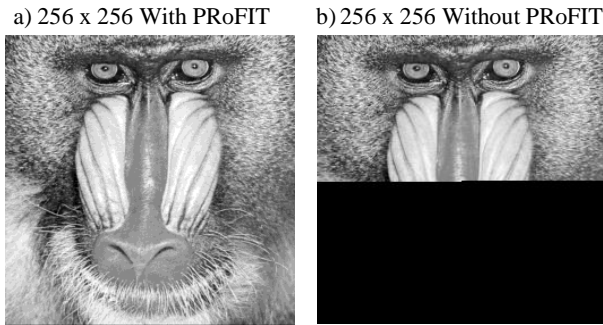 a) 256 x 256 With PRoFIT
b) 256 x 256 Without PRoFIT